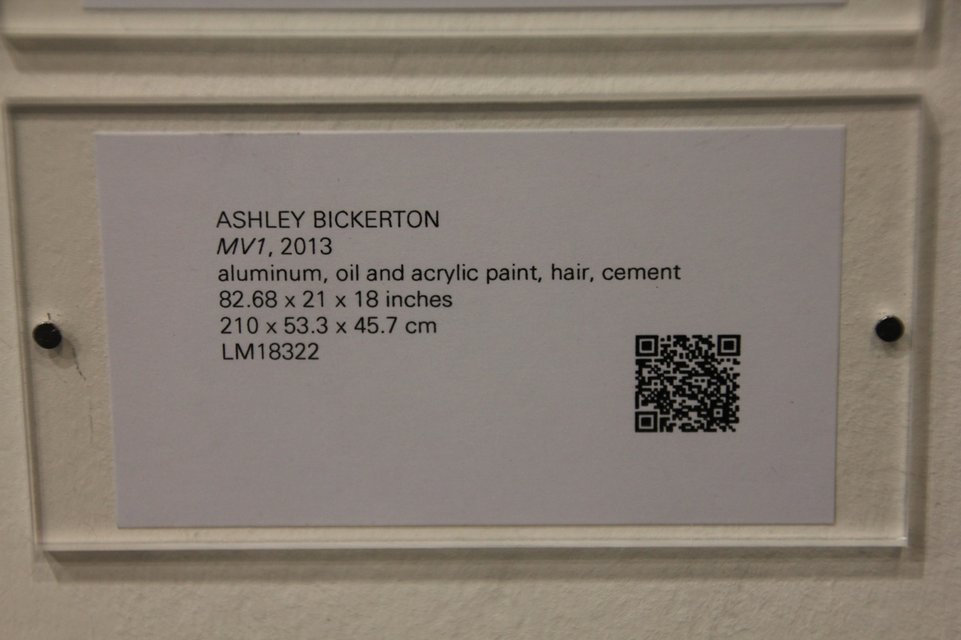 ASHLEY BICKERTON
MV1, 2013
aluminum, oil and acrylic paint, hair, cement
82.68 x 21 x 18 inches
210 x 53.3 x 45.7 cm
LM18322